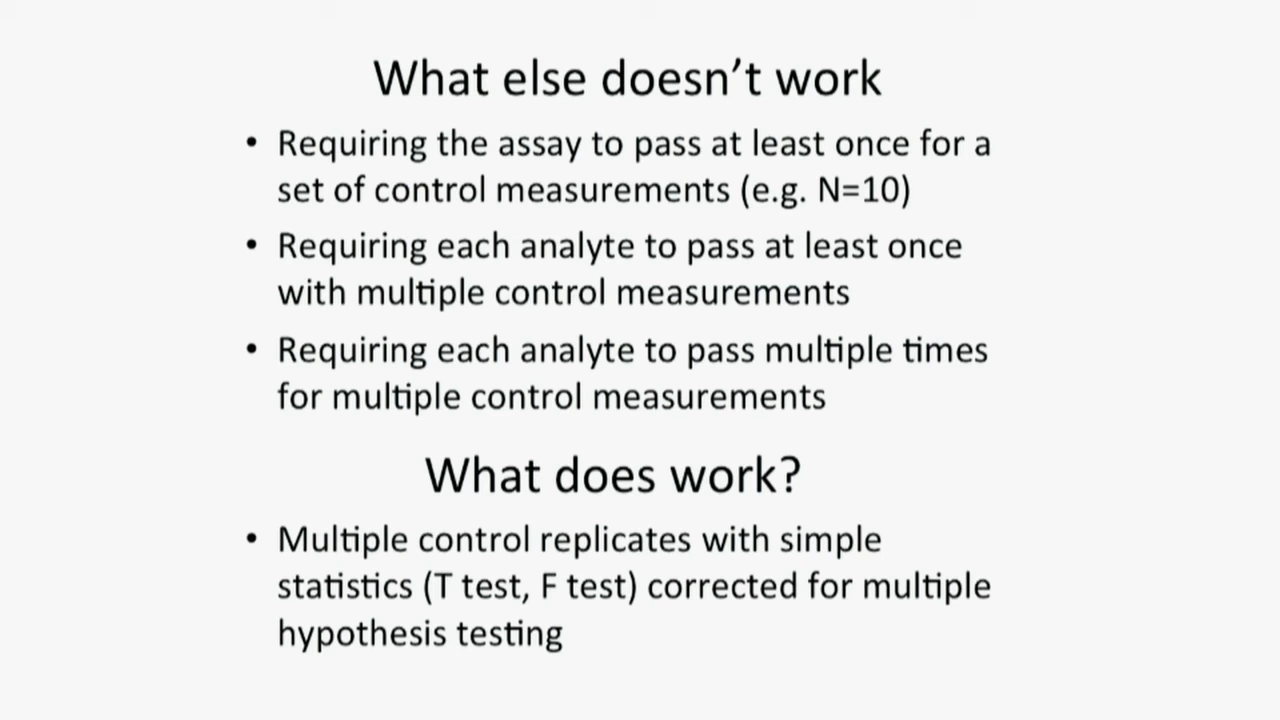 What else doesn’t work
• Requiring the assay to pass at least once for a
set of control measurements (e.g. N=10)
• Requiring each analyte to pass at least once
with multiple control measurements
• Requiring each analyte to pass multiple times
for multiple control measurements
What does work?
• Multiple control replicates with simple
statistics (T test, F test) corrected for multiple
hypothesis testing